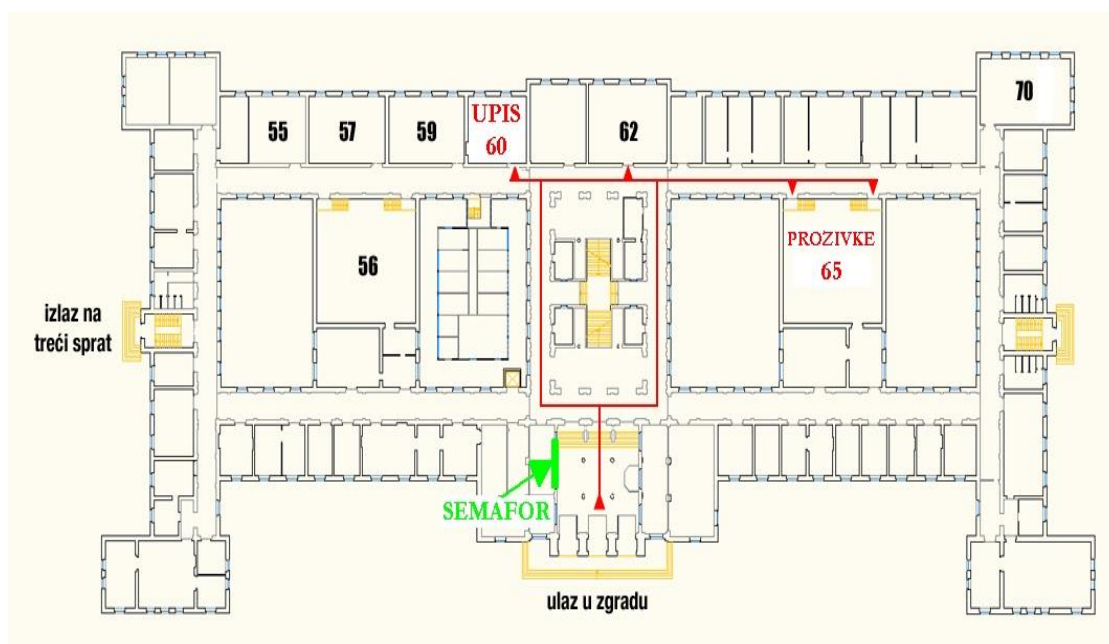 70
55
57
59
UPIS
60
62
PROZIVKE
65
56
izlaz na
treći sprat
SEMAFOR
ulaz u zgradu